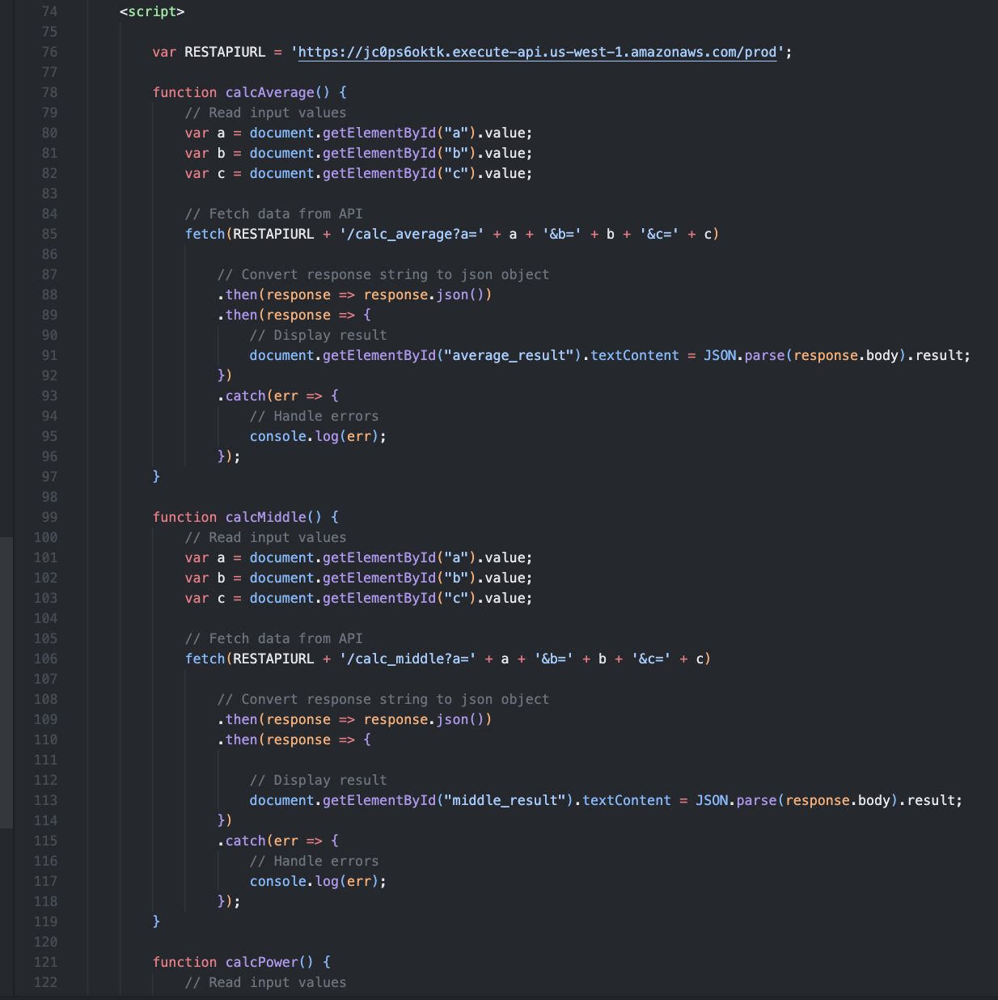 74 <script>
75
76 var RESTAPIURL = 'https://jc0ps6oktk.execute-api.us-west-1.amazonaws.com/prod';
77
78 function calcAverage() {
79 // Read input values
80 var a = document.getElementById("a").value;
81 var b = document.getElementById("b").value;
82 var c = document.getElementById("c").value;
83
84 // Fetch data from API
85 fetch(RESTAPIURL + '/calc_average?a=' + a + '&b=' + b + '&c=' + c)
86
87 // Convert response string to json object
88 .then(response => response.json())
89 .then(response => {
90 // Display result
91 document.getElementById("average_result").textContent = JSON.parse(response.body).result;
92 })
93 .catch(err => {
94 // Handle errors
95 console.log(err);
96 });
97 }
98
99 function calcMiddle() {
100 // Read input values
101 var a = document.getElementById("a").value;
102 var b = document.getElementById("b").value;
103 var c = document.getElementById("c").value;
104
105 // Fetch data from API
106 fetch(RESTAPIURL + '/calc_middle?a=' + a + '&b=' + b + '&c=' + c)
107
108 // Convert response string to json object
109 .then(response => response.json())
110 .then(response => {
111
112 // Display result
113 document.getElementById("middle_result").textContent = JSON.parse(response.body).result;
114 })
115 .catch(err => {
116 // Handle errors
117 console.log(err);
118 });
119 }
120
121 function calcPower() {
122 // Read input values